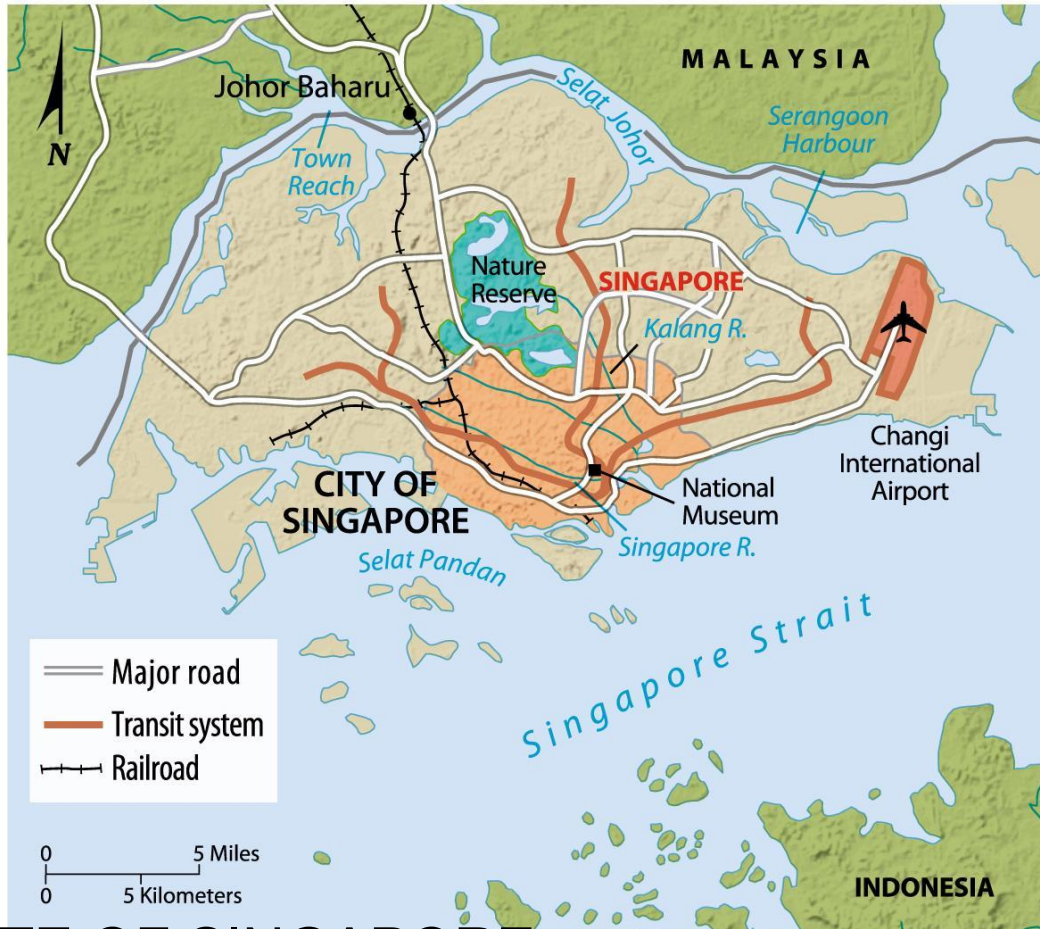 MALAYSIA
Johor Baharu
Selat Johor
Serangoon
Harbour
N
Town
Reach
Nature
Reserve
SINGAPORE
Kalang R.
Changi
International
Airport
CITY OF
SINGAPORE
National
Museum
Singapore R.
Selat Pandan
Singapore Strait
Major road
Transit system
Railroad
0 5 Miles
0 5 Kilometers
INDONESIA
OF SINGAPORE